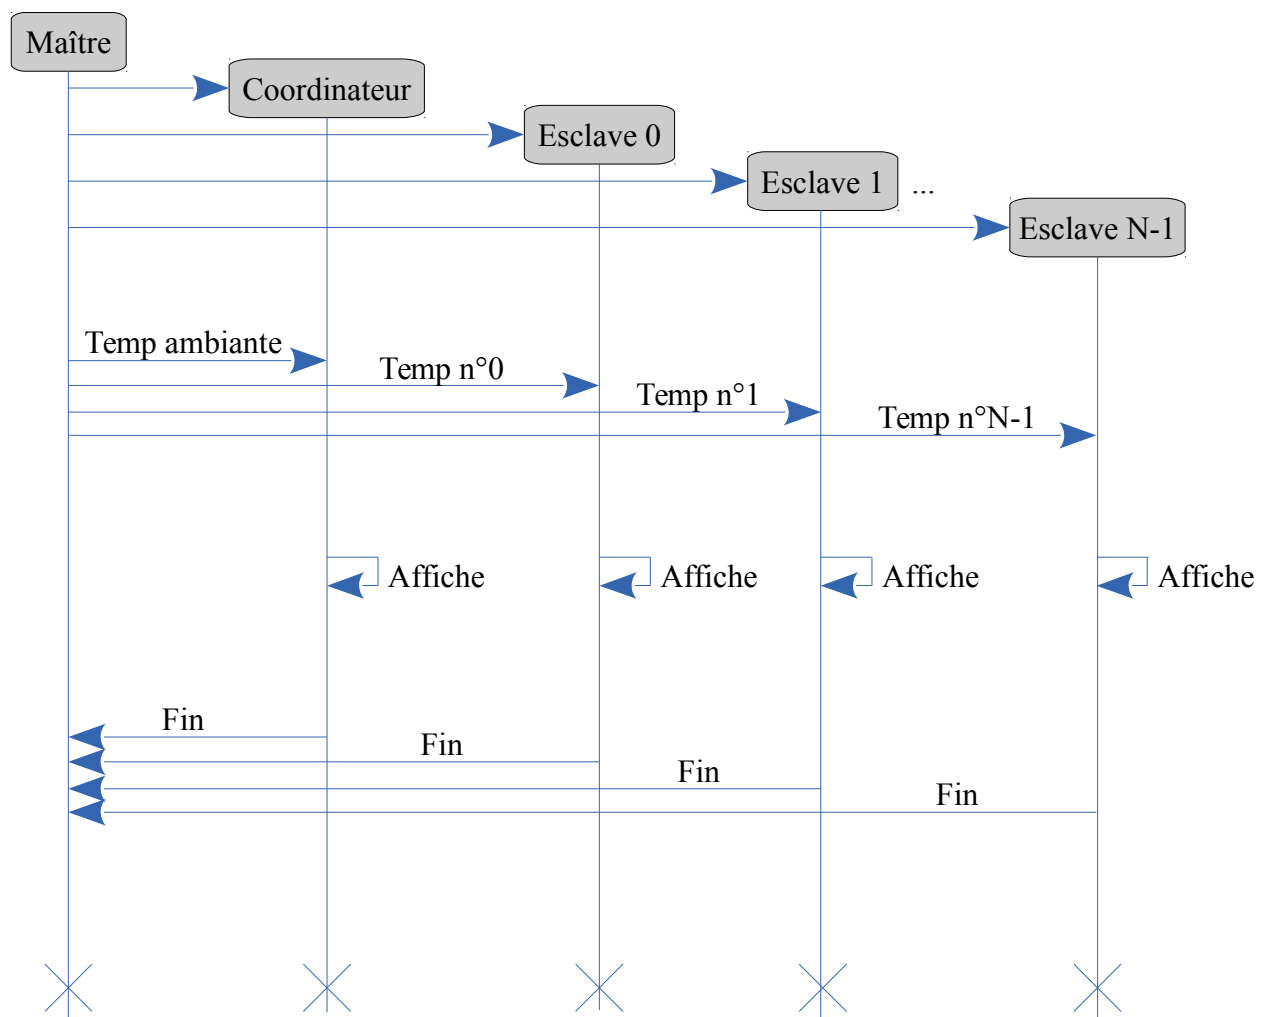 Maître
Coordinateur
Esclave 0
Esclave 1
...
Esclave N-1
Temp ambiante
Temp n°0
Temp n°1
Temp n°N-1
Affiche
Affiche
Affiche
Affiche
Fin
Fin
Fin
Fin